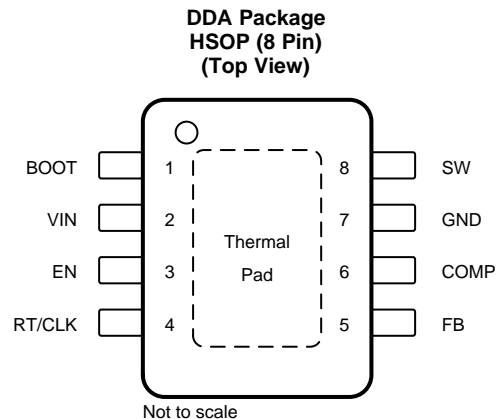 DDA Package
HSOP (8 Pin)
(Top View)
BOOT 1 8 SW
VIN 2 7 GND
Thermal
EN 3 6 COMP
Pad
RT/CLK 4 5 FB
Not to scale